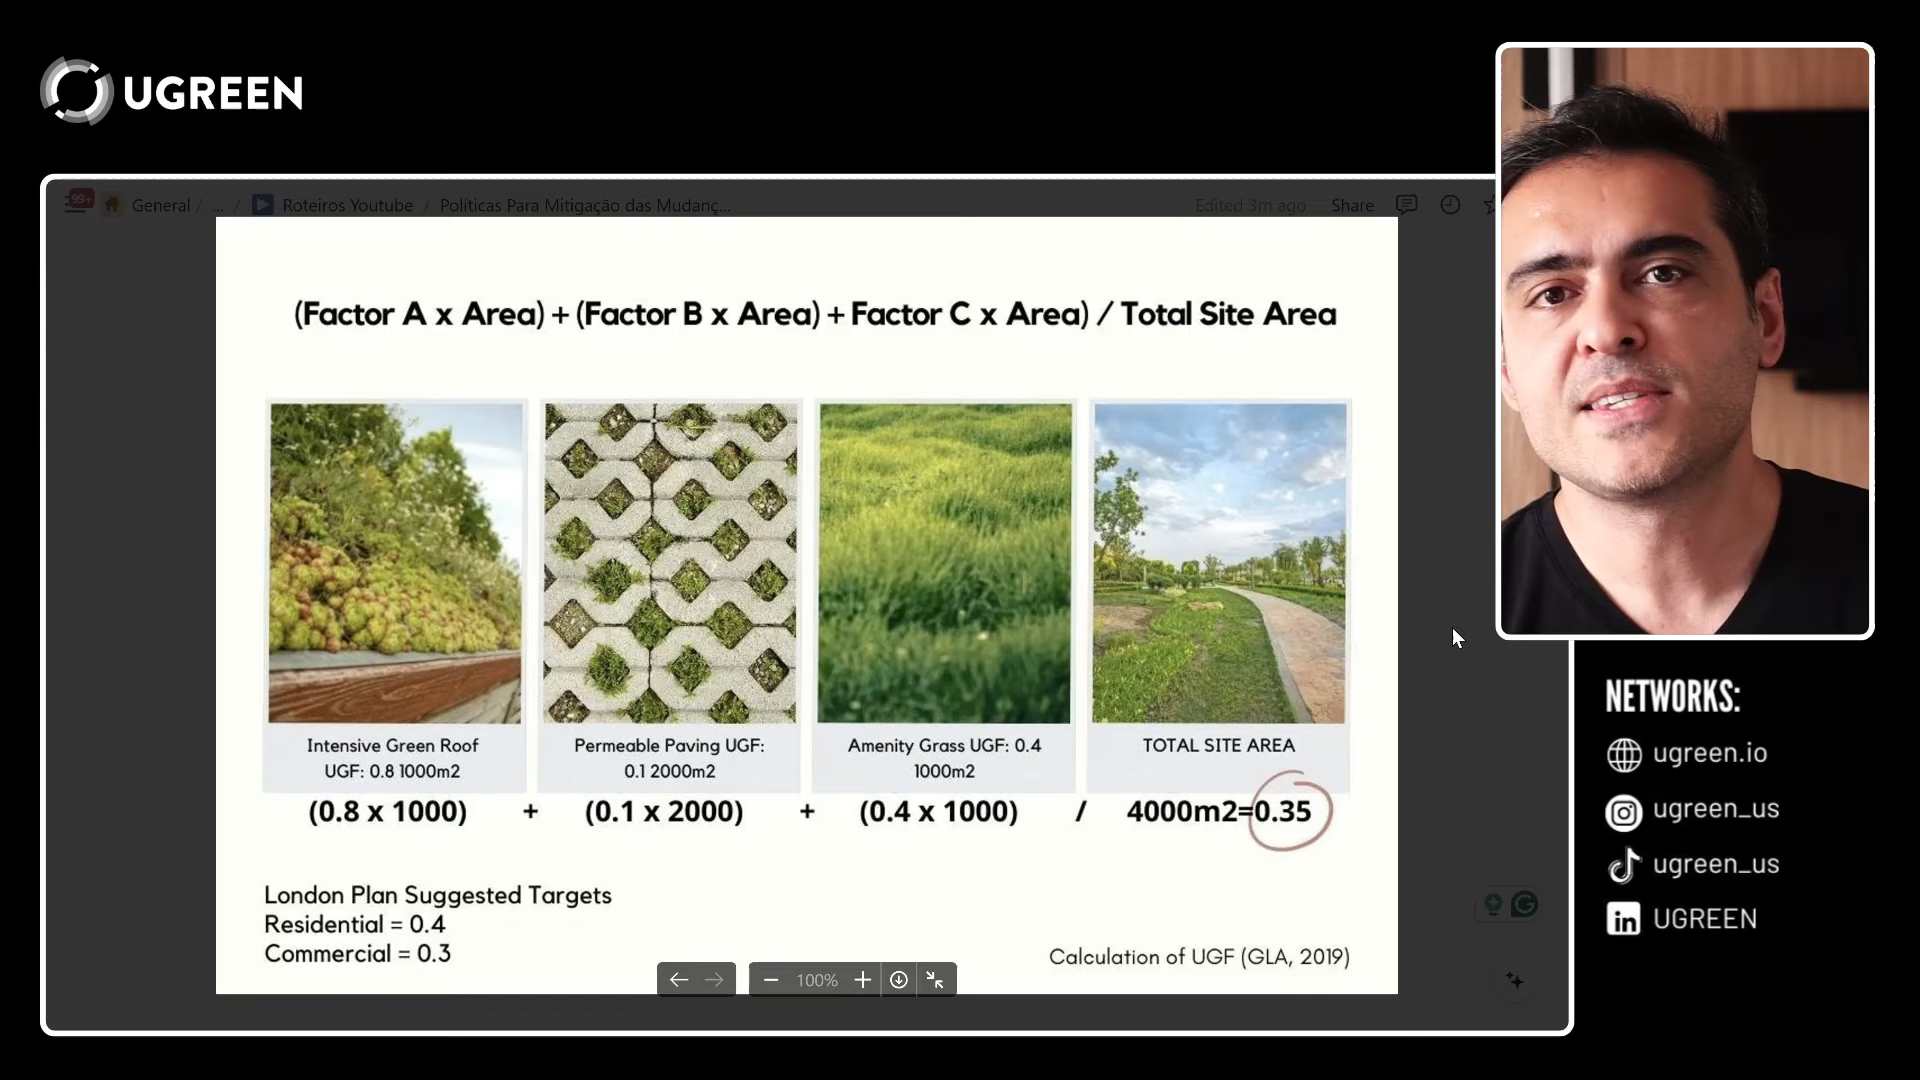 UGREEN
99+
General / ... / Roteiros Youtube / Políticas Para Mitigação das Mudanç...
Edited 3m ago Share
(Factor A x Area) + (Factor B x Area) + Factor C x Area) / Total Site Area
Intensive Green Roof
UGF: 0.8 1000m2
Permeable Paving UGF:
0.1 2000m2
Amenity Grass UGF: 0.4
1000m2
TOTAL SITE AREA
(0.8 x 1000) + (0.1 x 2000) + (0.4 x 1000) / 4000m2=0.35
London Plan Suggested Targets
Residential = 0.4
Commercial = 0.3
Calculation of UGF (GLA, 2019)
100%
NETWORKS:
ugreen.io
ugreen_us
ugreen_us
in UGREEN